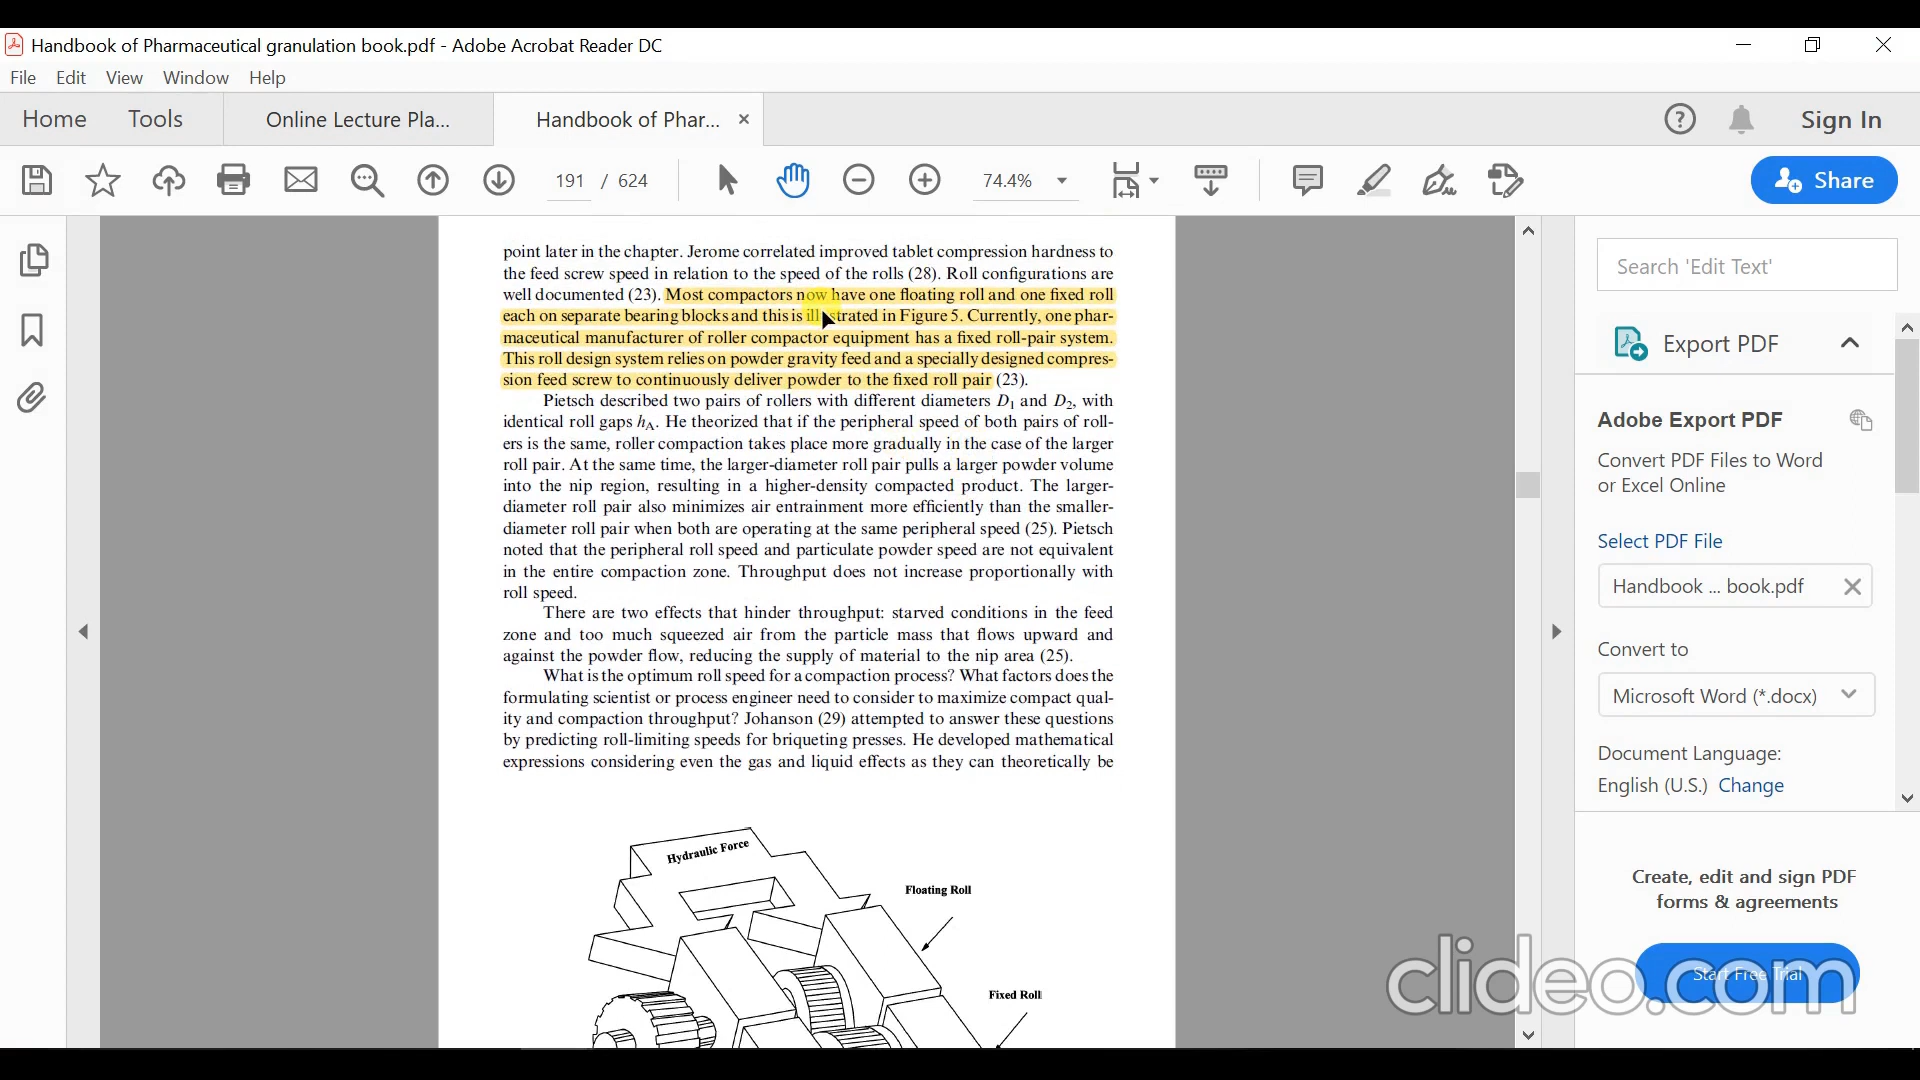 Handbook of Pharmaceutical granulation book.pdf - Adobe Acrobat Reader DC
File Edit View Window Help
Home Tools Online Lecture Pla... Handbook of Phar... × Sign In
191 / 624 74.4% Share
point later in the chapter. Jerome correlated improved tablet compression hardness to
the feed screw speed in relation to the speed of the rolls (28). Roll configurations are
well documented (23). Most compactors now have one floating roll and one fixed roll
each on separate bearing blocks and this is illustrated in Figure 5. Currently, one phar-
maceutical manufacturer of roller compactor equipment has a fixed roll-pair system.
This roll design system relies on powder gravity feed and a specially designed compres-
sion feed screw to continuously deliver powder to the fixed roll pair (23).
Pietsch described two pairs of rollers with different diameters D1 and D2, with
identical roll gaps hA. He theorized that if the peripheral speed of both pairs of roll-
ers is the same, roller compaction takes place more gradually in the case of the larger
roll pair. At the same time, the larger-diameter roll pair pulls a larger powder volume
into the nip region, resulting in a higher-density compacted product. The larger-
diameter roll pair also minimizes air entrainment more efficiently than the smaller-
diameter roll pair when both are operating at the same peripheral speed (25). Pietsch
noted that the peripheral roll speed and particulate powder speed are not equivalent
in the entire compaction zone. Throughput does not increase proportionally with
roll speed.
There are two effects that hinder throughput: starved conditions in the feed
zone and too much squeezed air from the particle mass that flows upward and
against the powder flow, reducing the supply of material to the nip area (25).
What is the optimum roll speed for a compaction process? What factors does the
formulating scientist or process engineer need to consider to maximize compact qual-
ity and compaction throughput? Johanson (29) attempted to answer these questions
by predicting roll-limiting speeds for briqueting presses. He developed mathematical
expressions considering even the gas and liquid effects as they can theoretically be
Hydraulic Force
Floating Roll
Fixed Roll
Search 'Edit Text'
Export PDF
Adobe Export PDF
Convert PDF Files to Word
or Excel Online
Select PDF File
Handbook ... book.pdf
Convert to
Microsoft Word (*.docx)
Document Language:
English (U.S.) Change
Create, edit and sign PDF
forms & agreements
Start Free Trial
clideo.com